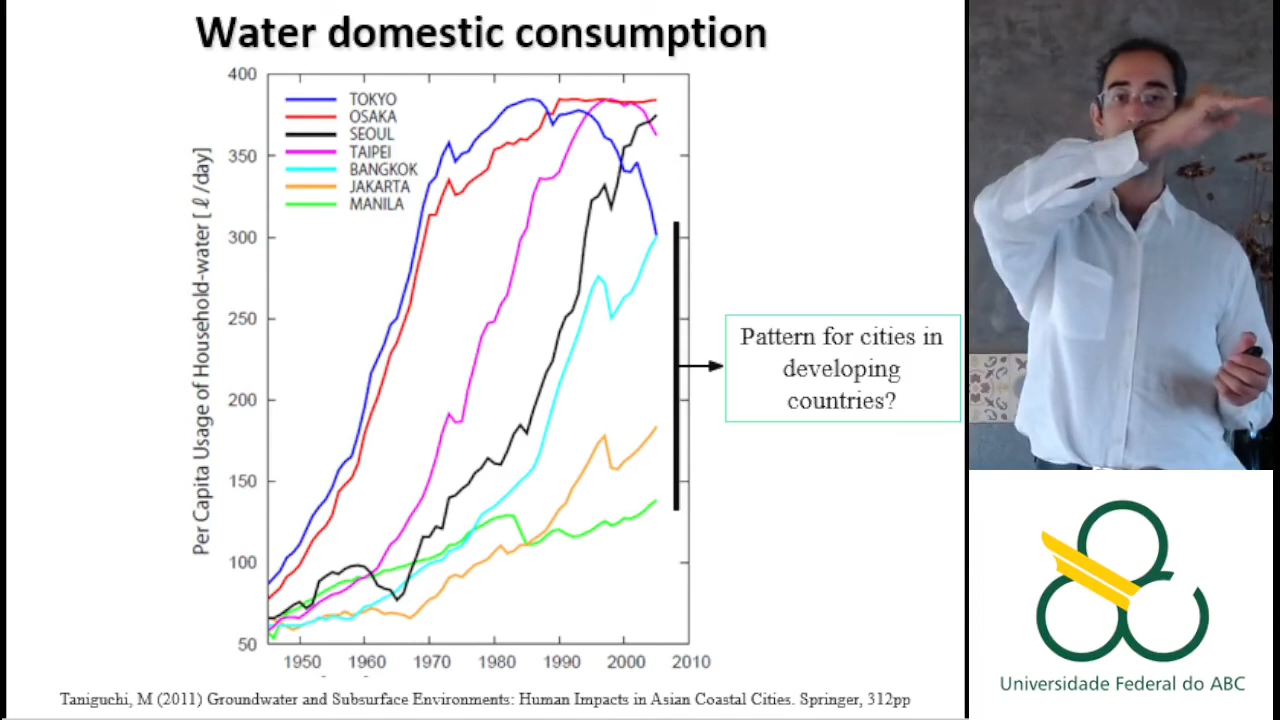 Water domestic consumption
400
350
300
250
200
150
100
50
Per Capita Usage of Household-water [ℓ/day]
TOKYO
OSAKA
SEOUL
TAIPEI
BANGKOK
JAKARTA
MANILA
1950 1960 1970 1980 1990 2000 2010
Pattern for cities in
developing
countries?
Taniguchi, M (2011) Groundwater and Subsurface Environments: Human Impacts in Asian Coastal Cities. Springer, 312pp
Universidade Federal do ABC